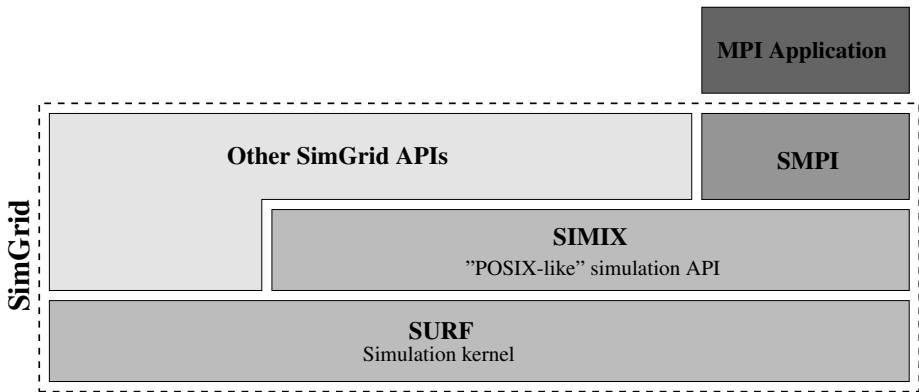 MPI Application
Other SimGrid APIs
SMPI
SimGrid
SIMIX
”POSIX-like” simulation API
SURF
Simulation kernel